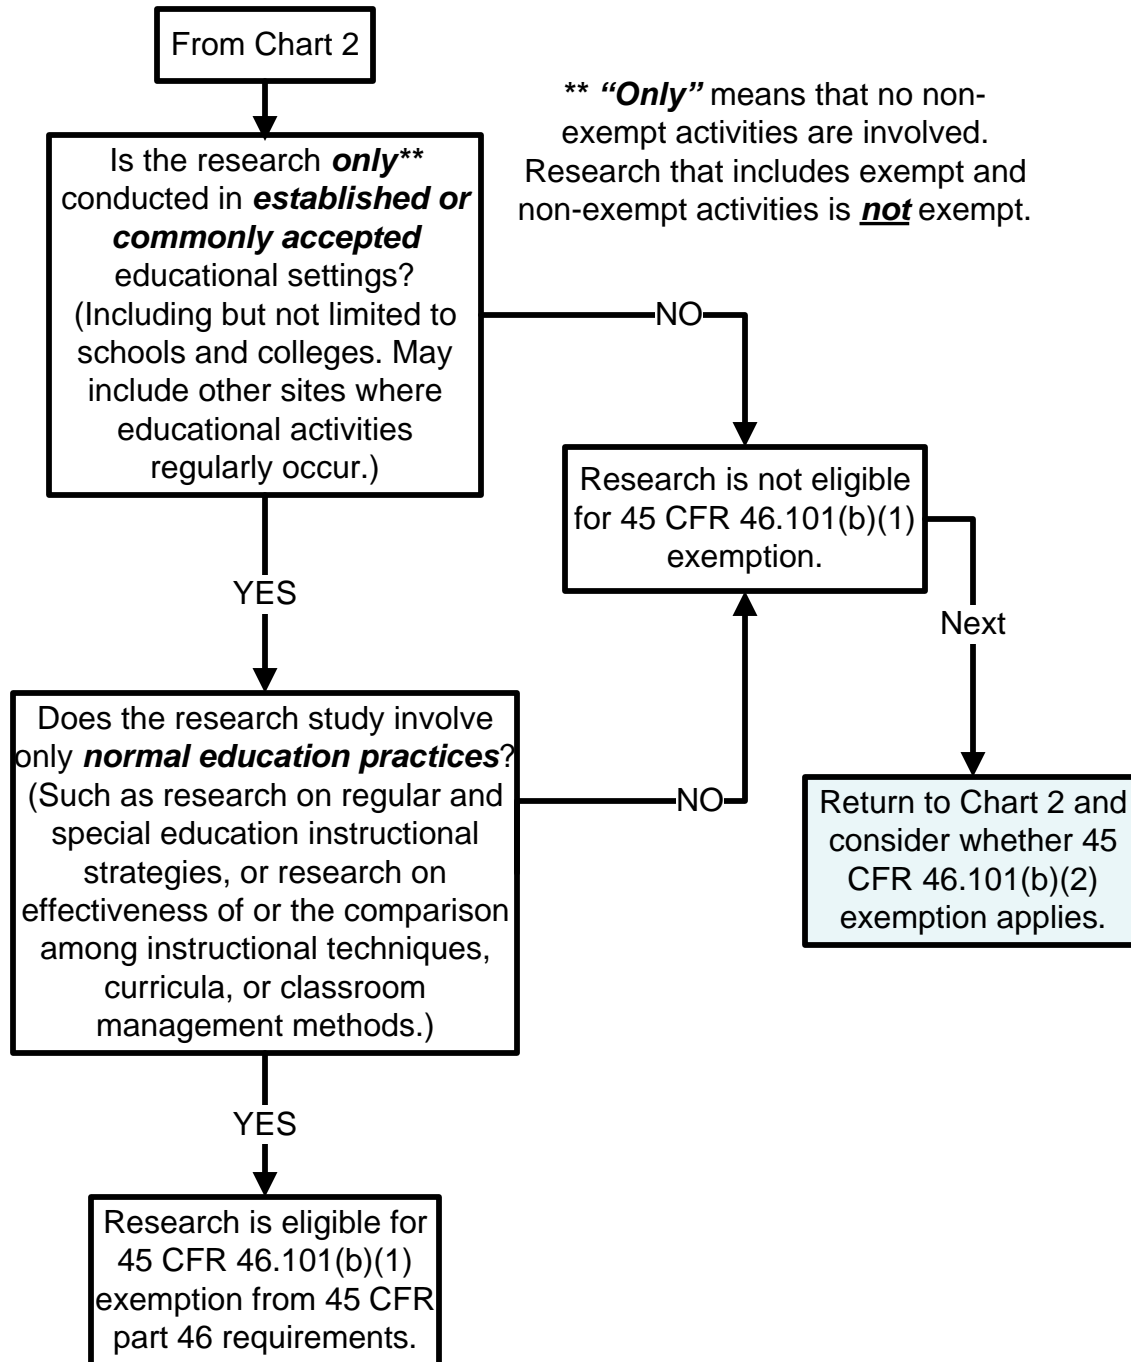 From Chart 2
** “Only” means that no non-
exempt activities are involved.
Research that includes exempt and
non-exempt activities is not exempt.
Is the research only**
conducted in established or
commonly accepted
educational settings?
(Including but not limited to
schools and colleges. May
include other sites where
educational activities
regularly occur.)
NO
Research is not eligible
for 45 CFR 46.101(b)(1)
exemption.
YES
Next
Does the research study involve
only normal education practices?
(Such as research on regular and
special education instructional
strategies, or research on
effectiveness of or the comparison
among instructional techniques,
curricula, or classroom
management methods.)
NO
Return to Chart 2 and
consider whether 45
CFR 46.101(b)(2)
exemption applies.
YES
Research is eligible for
45 CFR 46.101(b)(1)
exemption from 45 CFR
part 46 requirements.